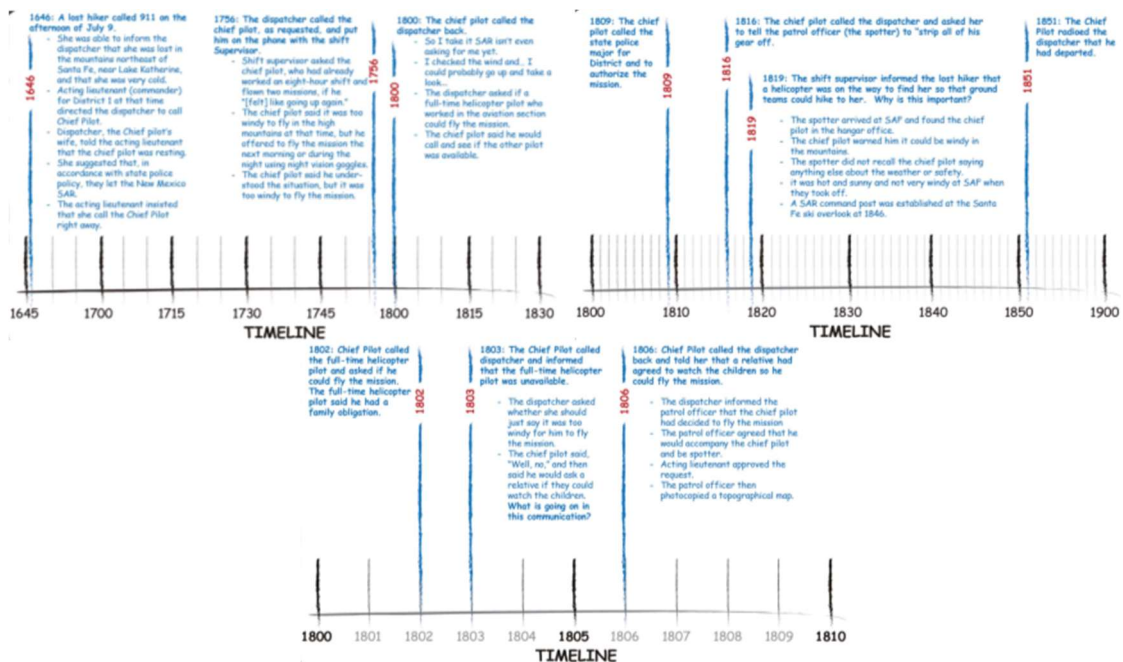 1646: A lost hiker called 911 on the
afternoon of July 9.
- She was able to inform the
dispatcher that she was lost in
the mountains northeast of
Santa Fe, near Lake Katherine,
and that she was very cold.
- Acting lieutenant (commander)
for District 1 at that time
directed the dispatcher to call
Chief Pilot.
- Dispatcher, the Chief pilot's
wife, told the acting lieutenant
that the chief pilot was resting.
- She suggested that, in
accordance with state police
policy, they let the New Mexico
SAR.
- The acting lieutenant insisted
that she call the Chief Pilot
right away.
1646
1756: The dispatcher called the
chief pilot, as requested, and put
him on the phone with the shift
Supervisor.
- Shift supervisor asked the
chief pilot, who had already
worked an eight-hour shift and
flown two missions, if he
"[felt] like going up again."
- The chief pilot said it was too
windy to fly in the high
mountains at that time, but he
offered to fly the mission the
next morning or during the
night using night vision goggles.
- The chief pilot said he under-
stood the situation, but it was
too windy to fly the mission.
1756
1800: The chief pilot called the
dispatcher back.
- So I take it SAR isn't even
asking for me yet.
- I checked the wind and.. I
could probably go up and take a
look...
- The dispatcher asked if a
full-time helicopter pilot who
worked in the aviation section
could fly the mission.
- The chief pilot said he would
call and see if the other pilot
was available.
1800
1645 1700 1715 1730 1745 1800 1815 1830
TIMELINE
1809: The chief
pilot called the
state police
major for
District and to
authorize the
mission.
1809
1816: The chief pilot called the dispatcher and asked her
to tell the patrol officer (the spotter) to "strip all of his
gear off.
1816
1819: The shift supervisor informed the lost hiker that
a helicopter was on the way to find her so that ground
teams could hike to her. Why is this important?
- The spotter arrived at SAF and found the chief
pilot in the hangar office.
- The chief pilot warned him it could be windy in
the mountains.
- The spotter did not recall the chief pilot saying
anything else about the weather or safety.
- it was hot and sunny and not very windy at SAF when
they took off.
- A SAR command post was established at the Santa
Fe ski overlook at 1846.
1819
1851: The Chief
Pilot radioed the
dispatcher that he
had departed.
1851
1800 1810 1820 1830 1840 1850 1900
TIMELINE
1802: Chief Pilot called
the full-time helicopter
pilot and asked if he
could fly the mission.
The full-time helicopter
pilot said he had a
family obligation.
1802
1803: The Chief Pilot called
dispatcher and informed
that the full-time helicopter
pilot was unavailable.
- The dispatcher asked
whether she should
just say it was too
windy for him to fly
the mission.
- The chief pilot said,
"Well, no," and then
said he would ask a
relative if they could
watch the children.
What is going on in
this communication?
1803
1806: Chief Pilot called the dispatcher
back and told her that a relative had
agreed to watch the children so he
could fly the mission.
- The dispatcher informed the
patrol officer that the chief pilot
had decided to fly the mission
- The patrol officer agreed that he
would accompany the chief pilot
and be spotter.
- Acting lieutenant approved the
request.
- The patrol officer then
photocopied a topographical map.
1806
1800 1801 1802 1803 1804 1805 1806 1807 1808 1809 1810
TIMELINE